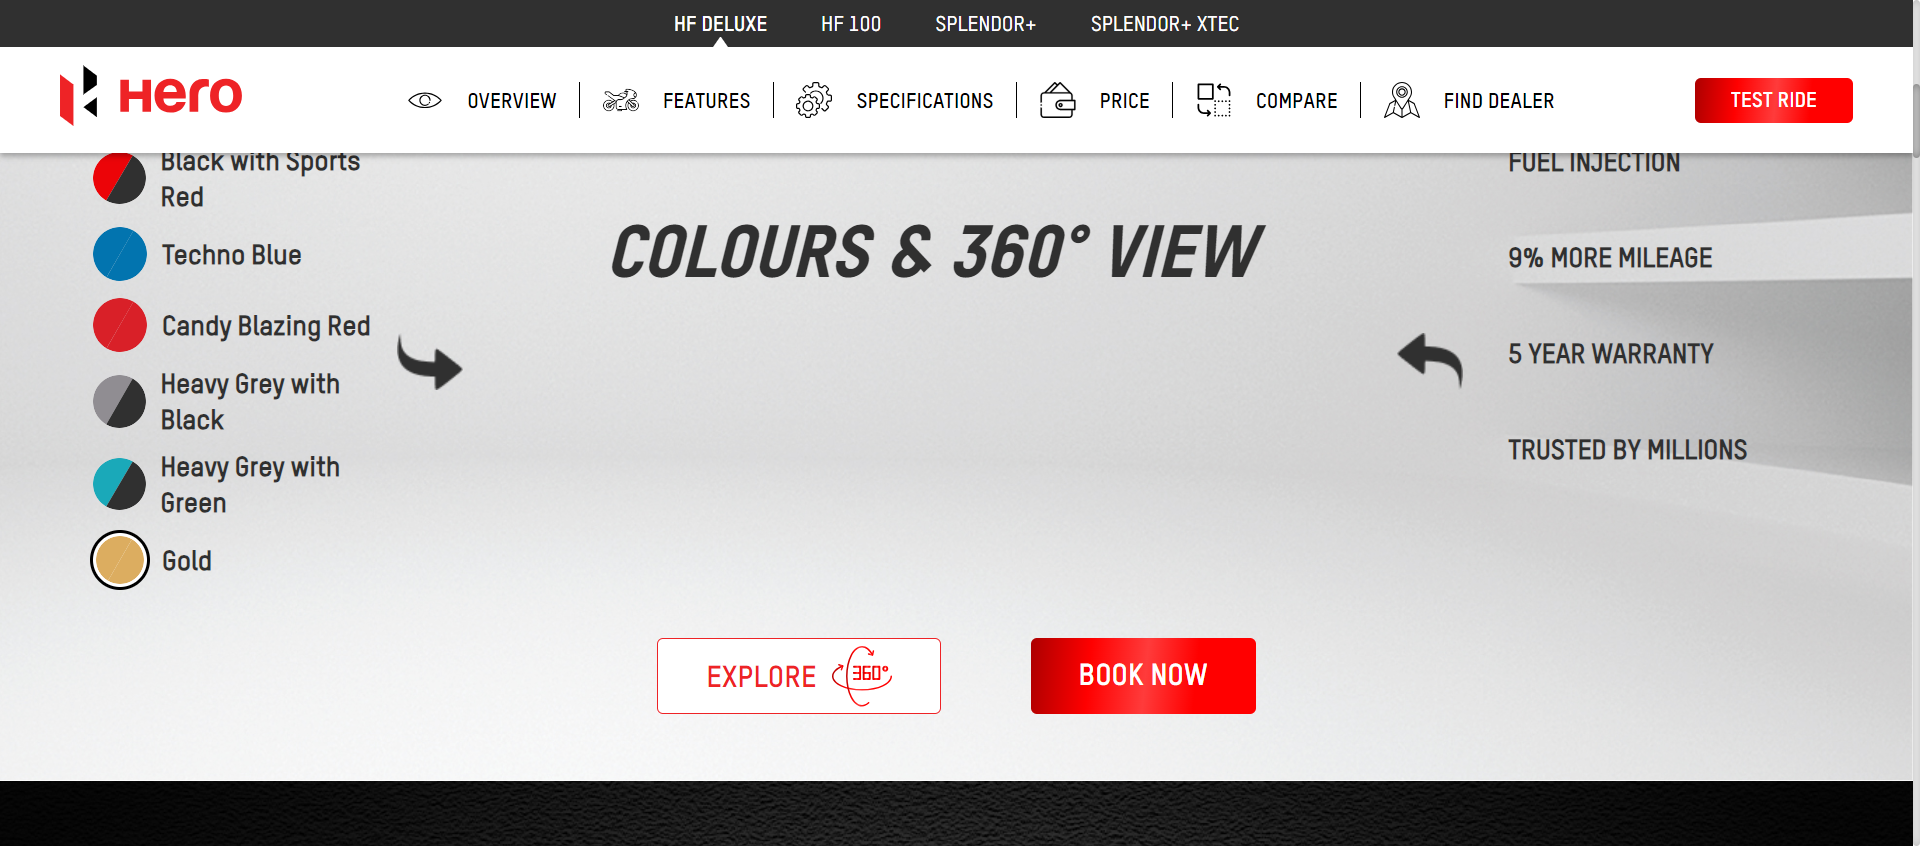 HF DELUXE
HF 100
SPLENDOR+
SPLENDOR+ XTEC
Hero
OVERVIEW
FEATURES
SPECIFICATIONS
PRICE
COMPARE
FIND DEALER
TEST RIDE
Black with Sports
Red
Techno Blue
Candy Blazing Red
Heavy Grey with
Black
Heavy Grey with
Green
Gold
COLOURS & 360° VIEW
FUEL INJECTION
9% MORE MILEAGE
5 YEAR WARRANTY
TRUSTED BY MILLIONS
EXPLORE 360°
BOOK NOW